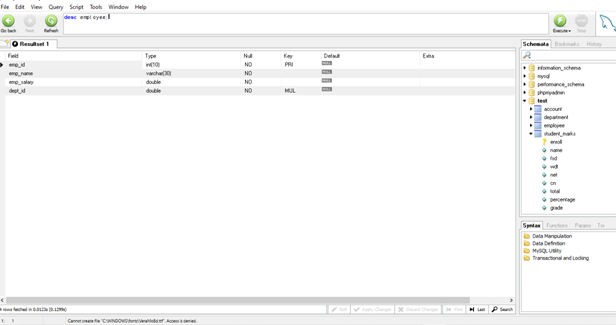 File Edit View Query Script Tools Window Help
desc employee;
Go back Next Refresh Execute Stop
Resultset 1
Schemata Bookmarks History
Field Type Null Key Default Extra
emp_id int(10) NO PRI NULL
emp_name varchar(30) NO NULL
emp_salary double NO NULL
dept_id double NO MUL NULL
information_schema
mysql
performance_schema
phpmyadmin
test
account
department
employee
student_marks
enroll
name
fxd
wdt
net
cn
total
percentage
grade
Syntax Functions Params Trx
Data Manipulation
Data Definition
MySQL Utility
Transactional and Locking
4 rows fetched in 0.0123s (0.1299s) Edit Apply Changes Discard Changes First Last Search
1: 1 Cannot create file "C:\WINDOWS\fonts\VeraMoBd.ttf". Access is denied.